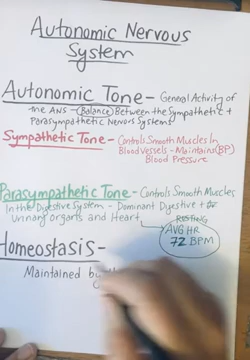 Autonomic Nervous
System
Autonomic Tone - General Activity of
the ANS - Balance Between the Sympathetic +
Parasympathetic Nervous Systems
Sympathetic Tone - Controls Smooth Muscles In
Blood vessels - Maintains (BP)
Blood Pressure
Parasympathetic Tone - Controls Smooth Muscles
In the Digestive System - Dominant Digestive +
Urinary organs and Heart
RESTING
AVG HR
72 BPM
Homeostasis -
Maintained by